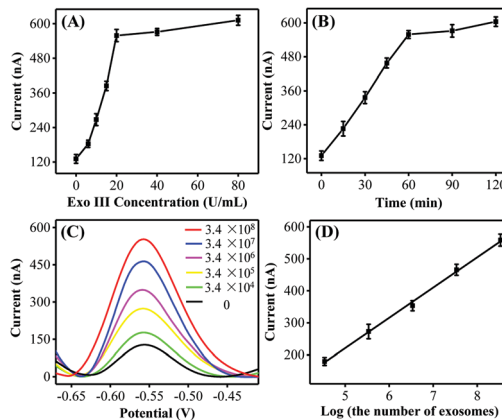 (A)
Current (nA)
600
480
360
240
120
0 20 40 60 80
Exo III Concentration (U/mL)
(B)
Current (nA)
600
480
360
240
120
0 30 60 90 120
Time (min)
(C)
Current (nA)
600
450
300
150
0
3.4 ×10⁸
3.4 ×10⁷
3.4 ×10⁶
3.4 ×10⁵
3.4 ×10⁴
0
-0.65 -0.60 -0.55 -0.50 -0.45
Potential (V)
(D)
Current (nA)
600
500
400
300
200
5 6 7 8
Log (the number of exosomes)